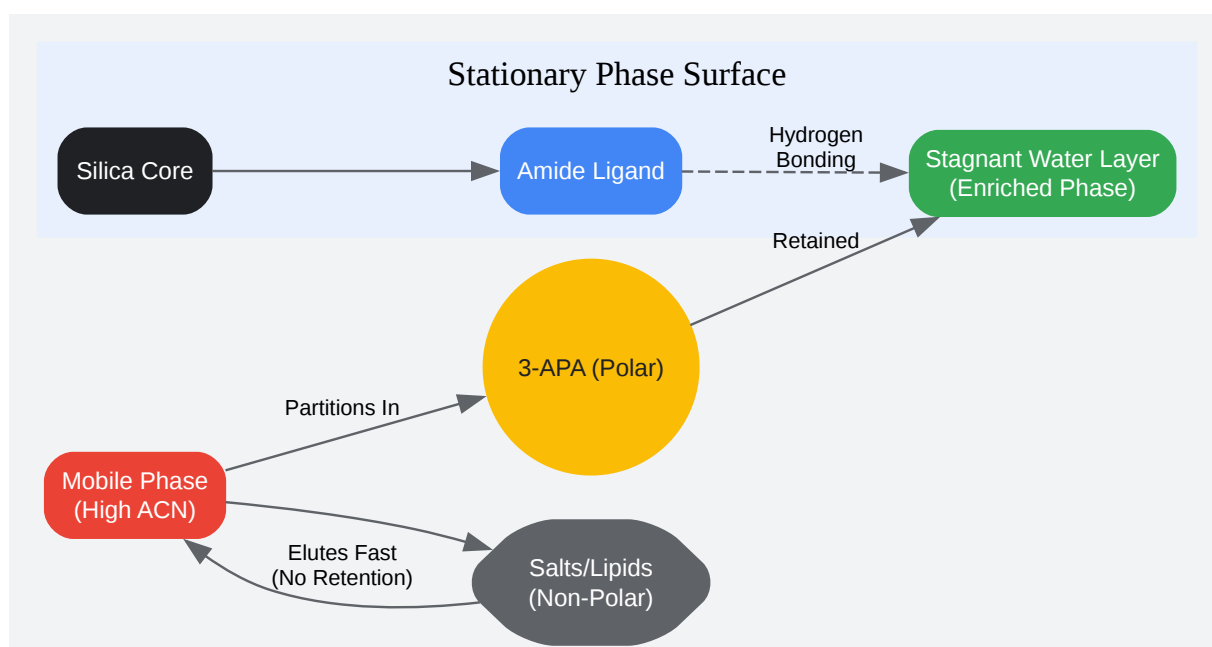 Stationary Phase Surface
Silica Core
Amide Ligand
Hydrogen
Bonding
Stagnant Water Layer
(Enriched Phase)
Retained
3-APA (Polar)
Partitions In
Mobile Phase
(High ACN)
Elutes Fast
(No Retention)
Salts/Lipids
(Non-Polar)